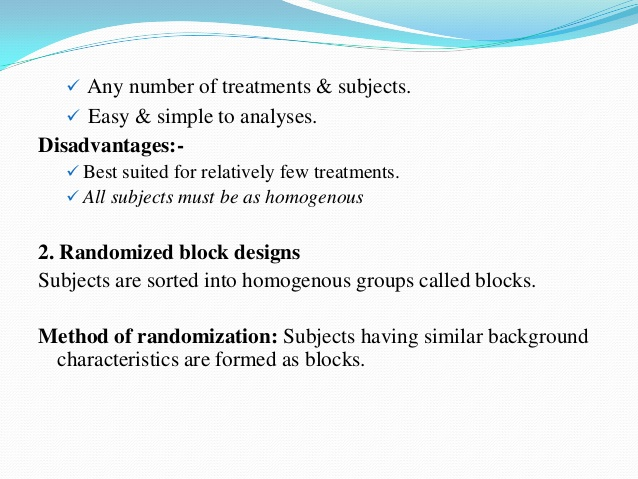 ✓ Any number of treatments & subjects.
✓ Easy & simple to analyses.
Disadvantages:-
✓ Best suited for relatively few treatments.
✓ All subjects must be as homogenous
2. Randomized block designs
Subjects are sorted into homogenous groups called blocks.
Method of randomization: Subjects having similar background
characteristics are formed as blocks.